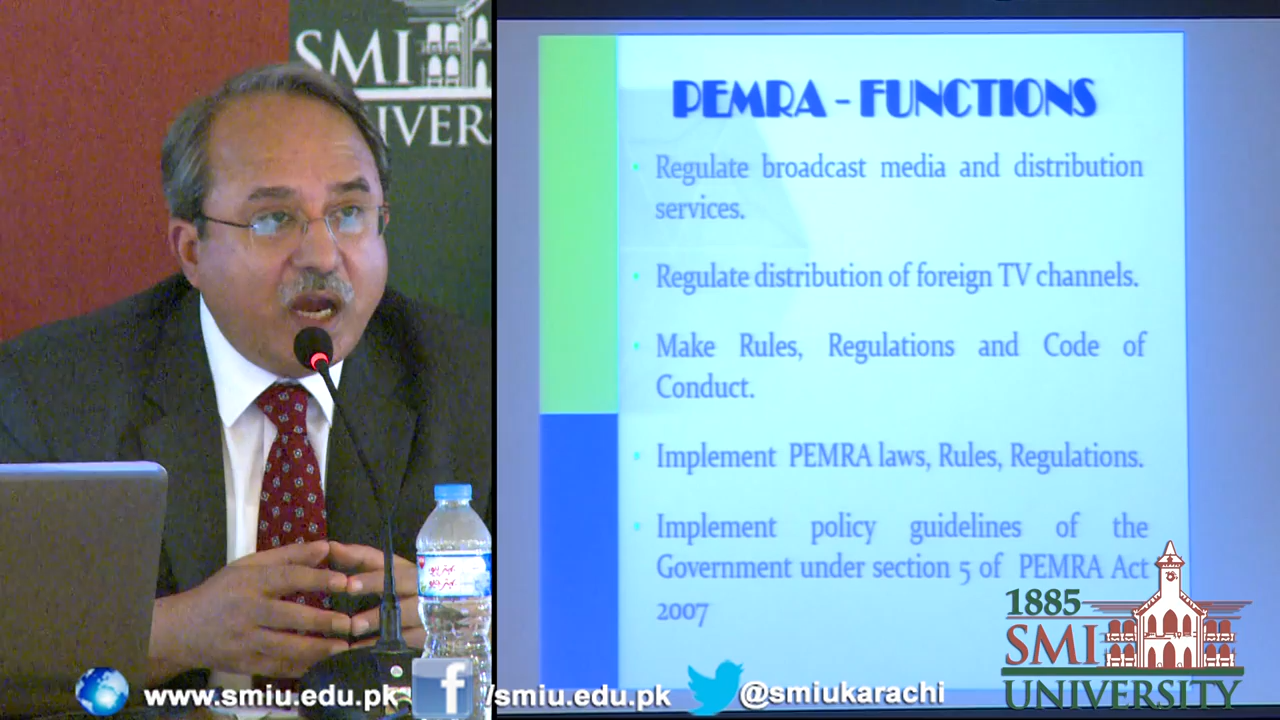 SMI
UNIVERS
PEMRA - FUNCTIONS
Regulate broadcast media and distribution
services.
Regulate distribution of foreign TV channels.
Make Rules, Regulations and Code of
Conduct.
Implement PEMRA laws, Rules, Regulations.
Implement policy guidelines of the
Government under section 5 of PEMRA Ac
2007
1885
SMI
UNIVERSITY
www.smiu.edu.pk
f
/smiu.edu.pk
@smiukarachi